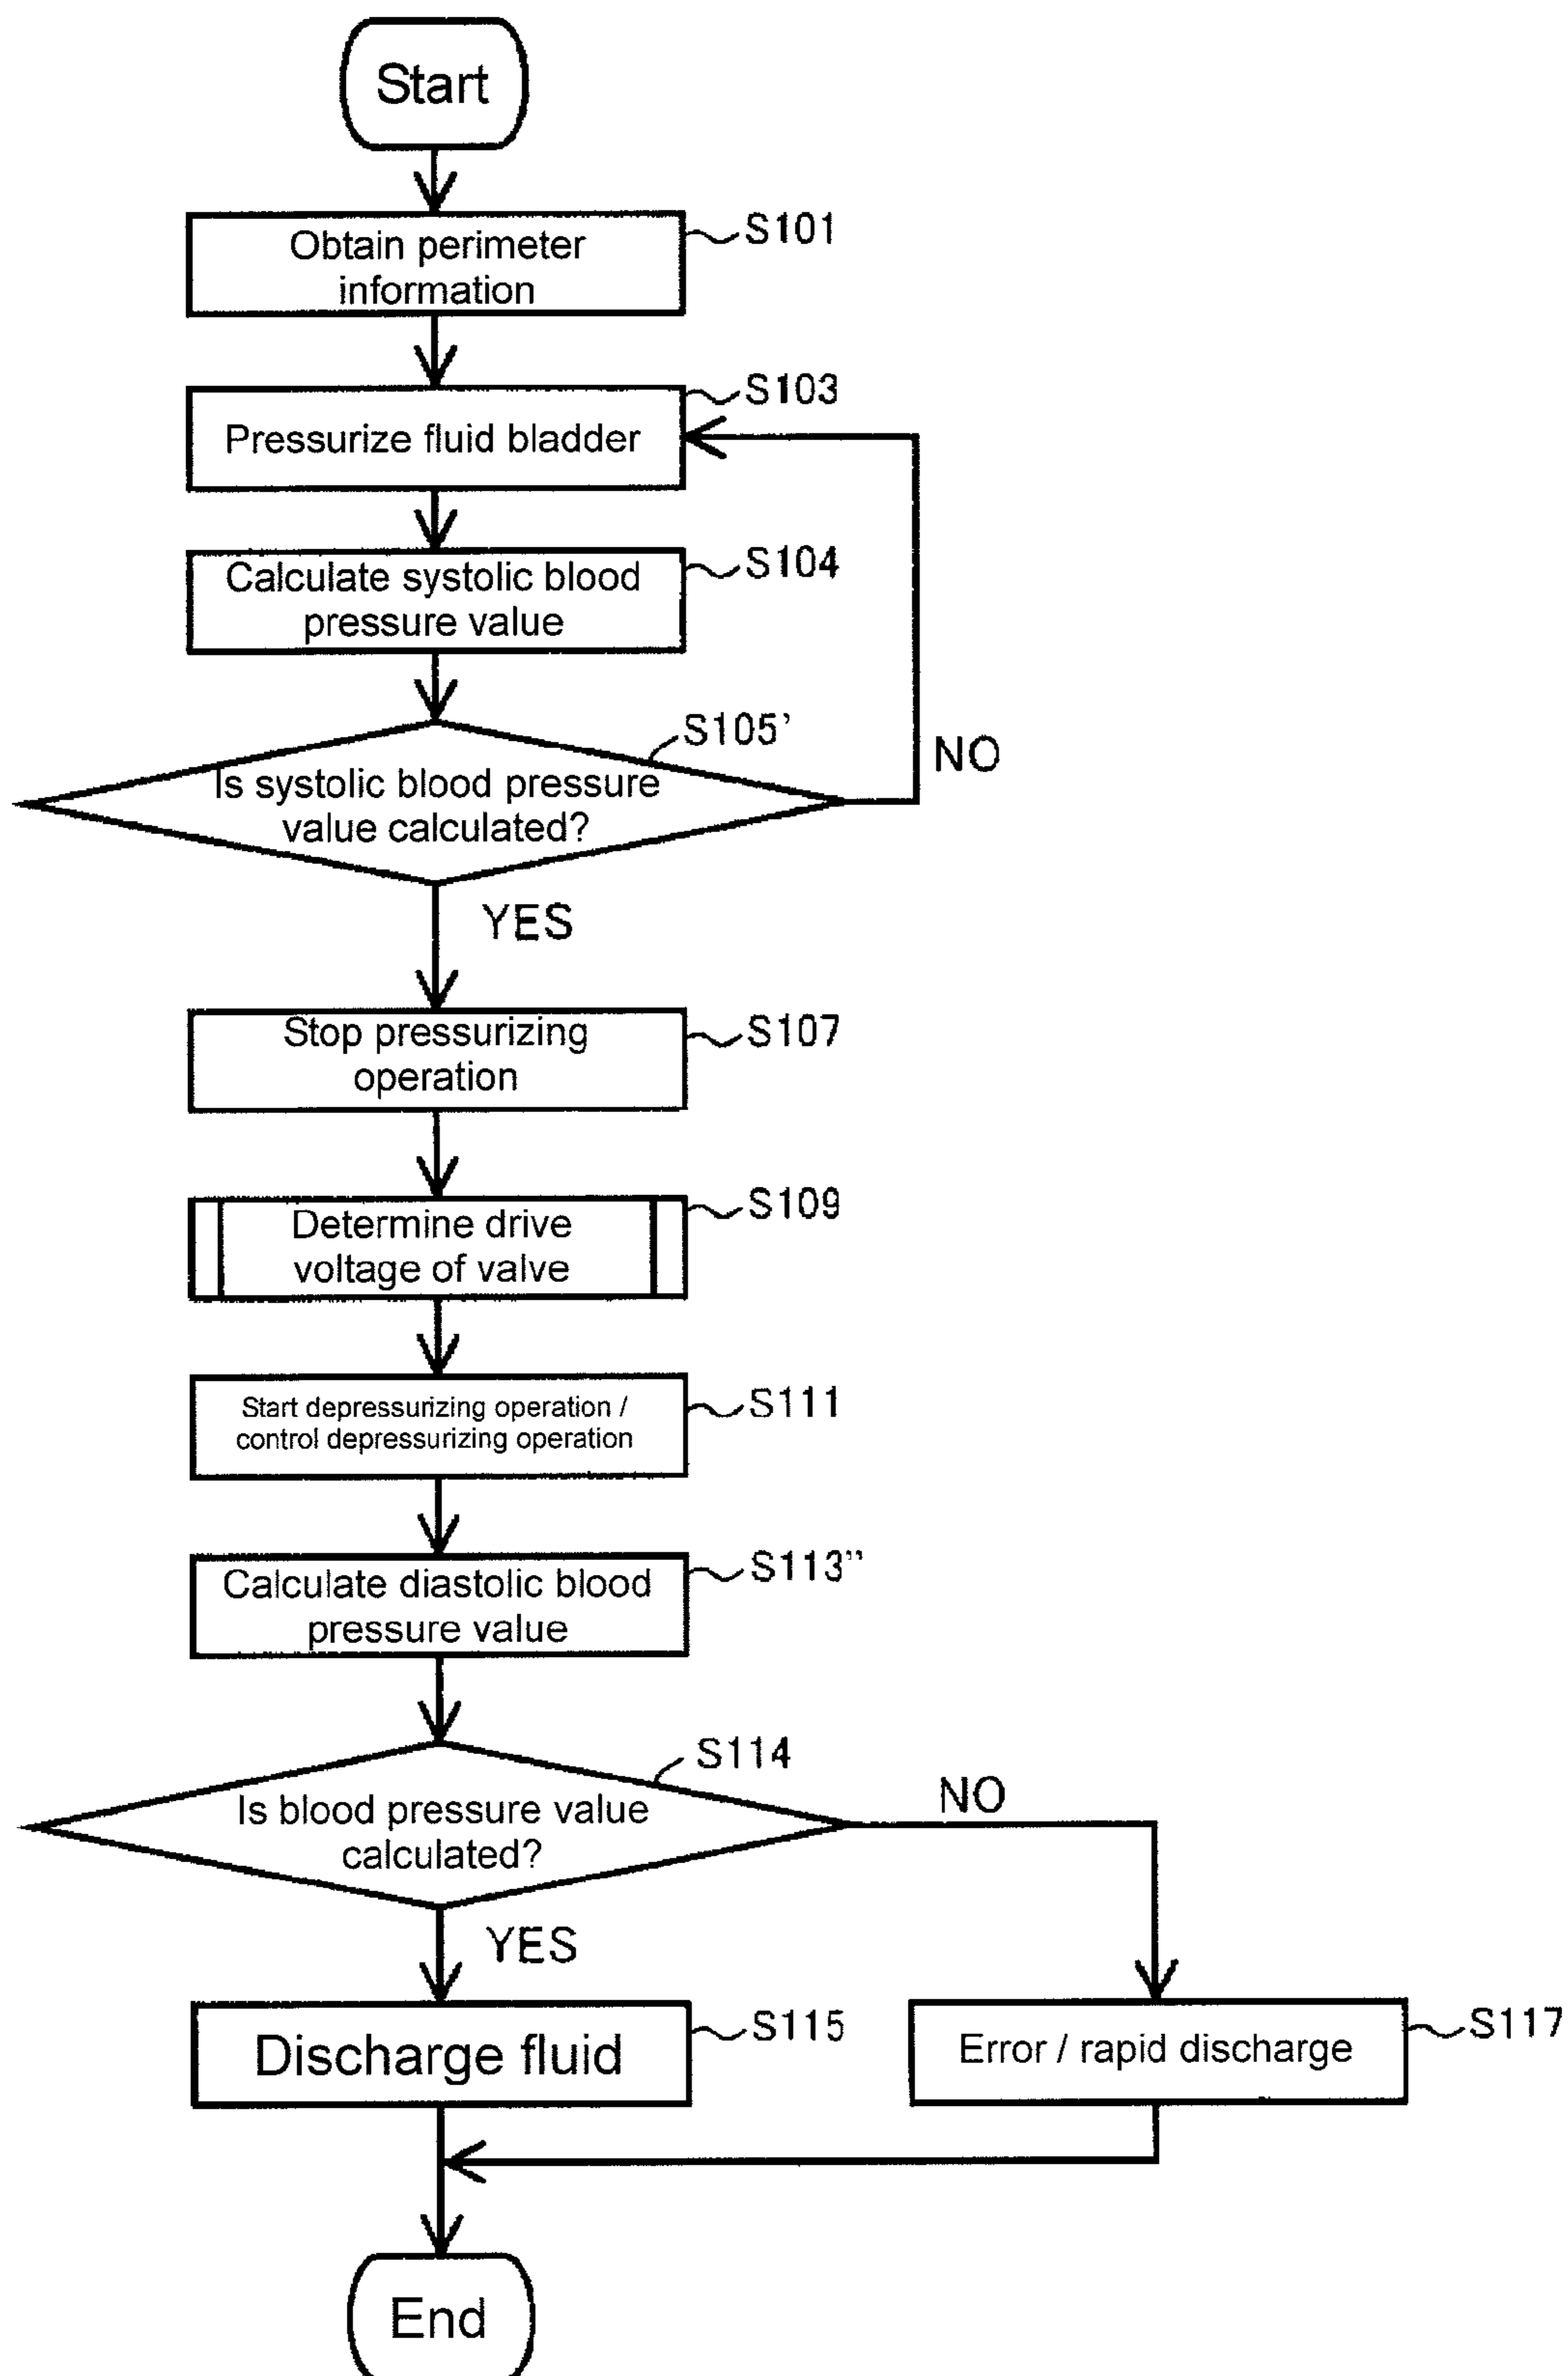 Start
Obtain perimeter
information
S101
Pressurize fluid bladder
S103
Calculate systolic blood
pressure value
S104
Is systolic blood pressure
value calculated?
S105'
NO
YES
Stop pressurizing
operation
S107
Determine drive
voltage of valve
S109
Start depressurizing operation /
control depressurizing operation
S111
Calculate diastolic blood
pressure value
S113"
Is blood pressure value
calculated?
S114
NO
YES
Discharge fluid
S115
Error / rapid discharge
S117
End